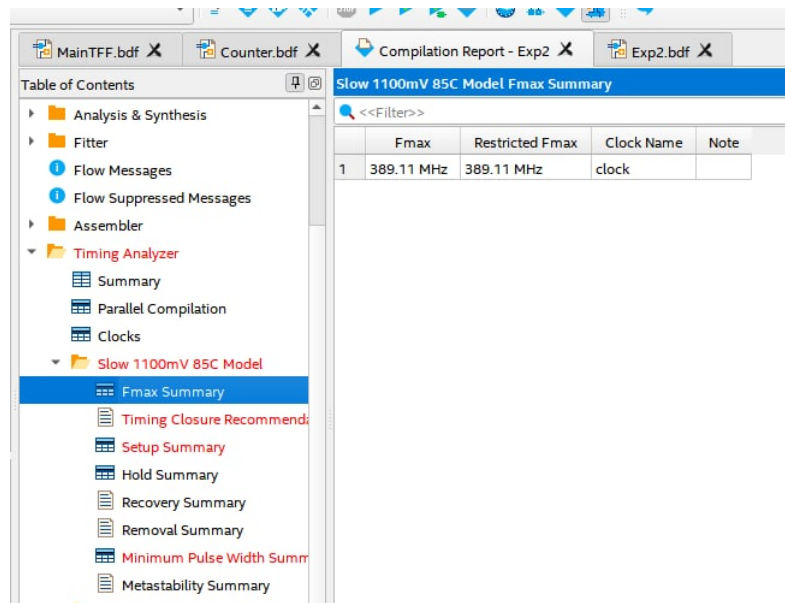 MainTFF.bdf
Counter.bdf
Compilation Report - Exp2
Exp2.bdf
Table of Contents
Analysis & Synthesis
Fitter
Flow Messages
Flow Suppressed Messages
Assembler
Timing Analyzer
Summary
Parallel Compilation
Clocks
Slow 1100mV 85C Model
Fmax Summary
Timing Closure Recommenda
Setup Summary
Hold Summary
Recovery Summary
Removal Summary
Minimum Pulse Width Summ
Metastability Summary
Slow 1100mV 85C Model Fmax Summary
<<Filter>>
Fmax Restricted Fmax Clock Name Note
1 389.11 MHz 389.11 MHz clock